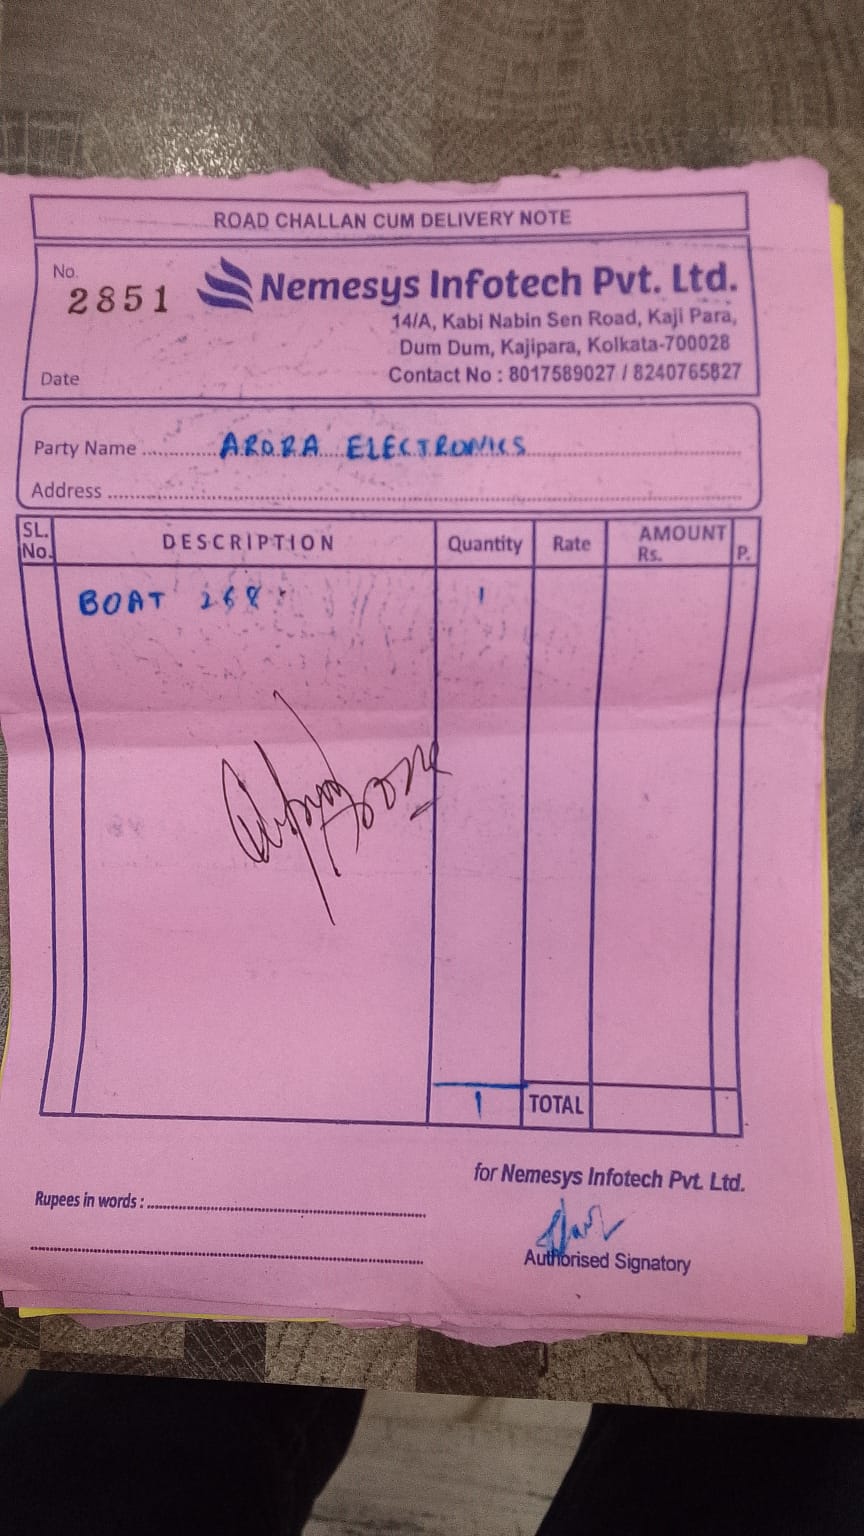 ROAD CHALLAN CUM DELIVERY NOTE
No.
2851
Nemesys Infotech Pvt. Ltd.
14/A, Kabi Nabin Sen Road, Kaji Para,
Dum Dum, Kajipara, Kolkata-700028
Date
Contact No : 8017589027 / 8240765827
Party Name ............ ARORA ELECTRONICS
Address
SL. No. DESCRIPTION Quantity Rate AMOUNT Rs. P.
BOAT 268 1
1 TOTAL
for Nemesys Infotech Pvt. Ltd.
Rupees in words :
Authorised Signatory